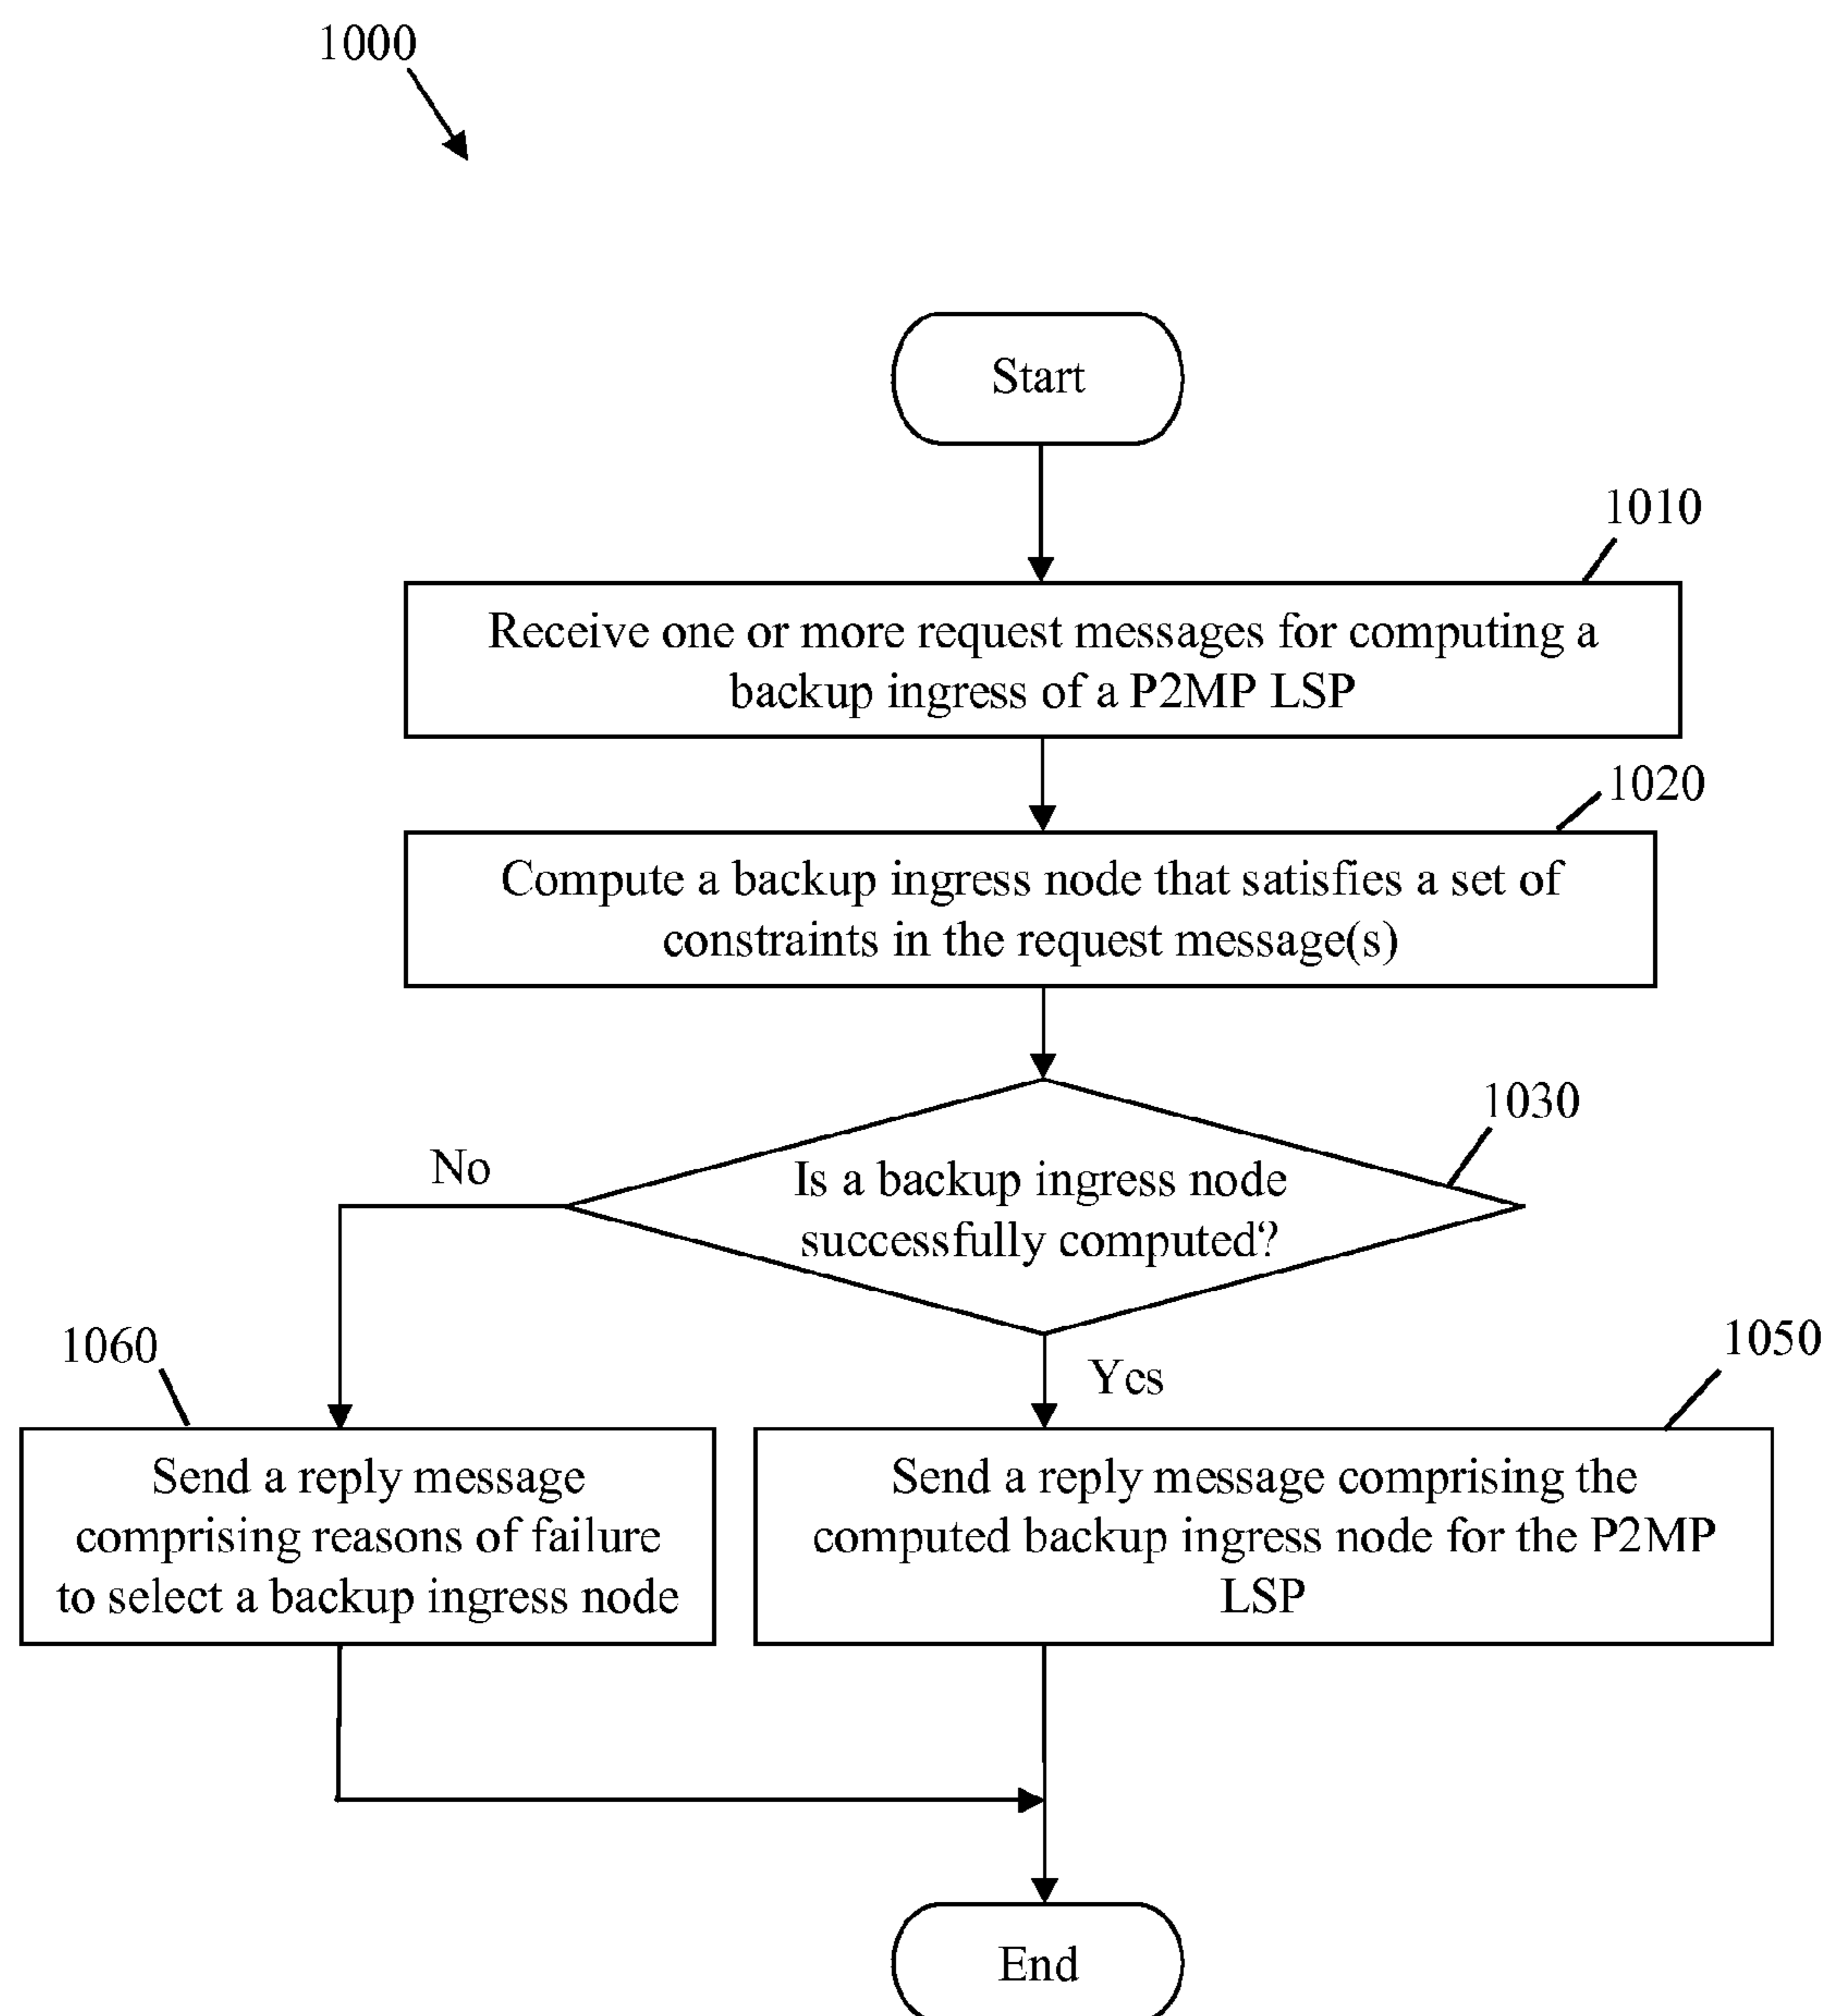 1000
Start
1010
Receive one or more request messages for computing a
backup ingress of a P2MP LSP
1020
Compute a backup ingress node that satisfies a set of
constraints in the request message(s)
1030
No
Is a backup ingress node
successfully computed?
1060
1050
Yes
Send a reply message
comprising reasons of failure
to select a backup ingress node
Send a reply message comprising the
computed backup ingress node for the P2MP
LSP
End